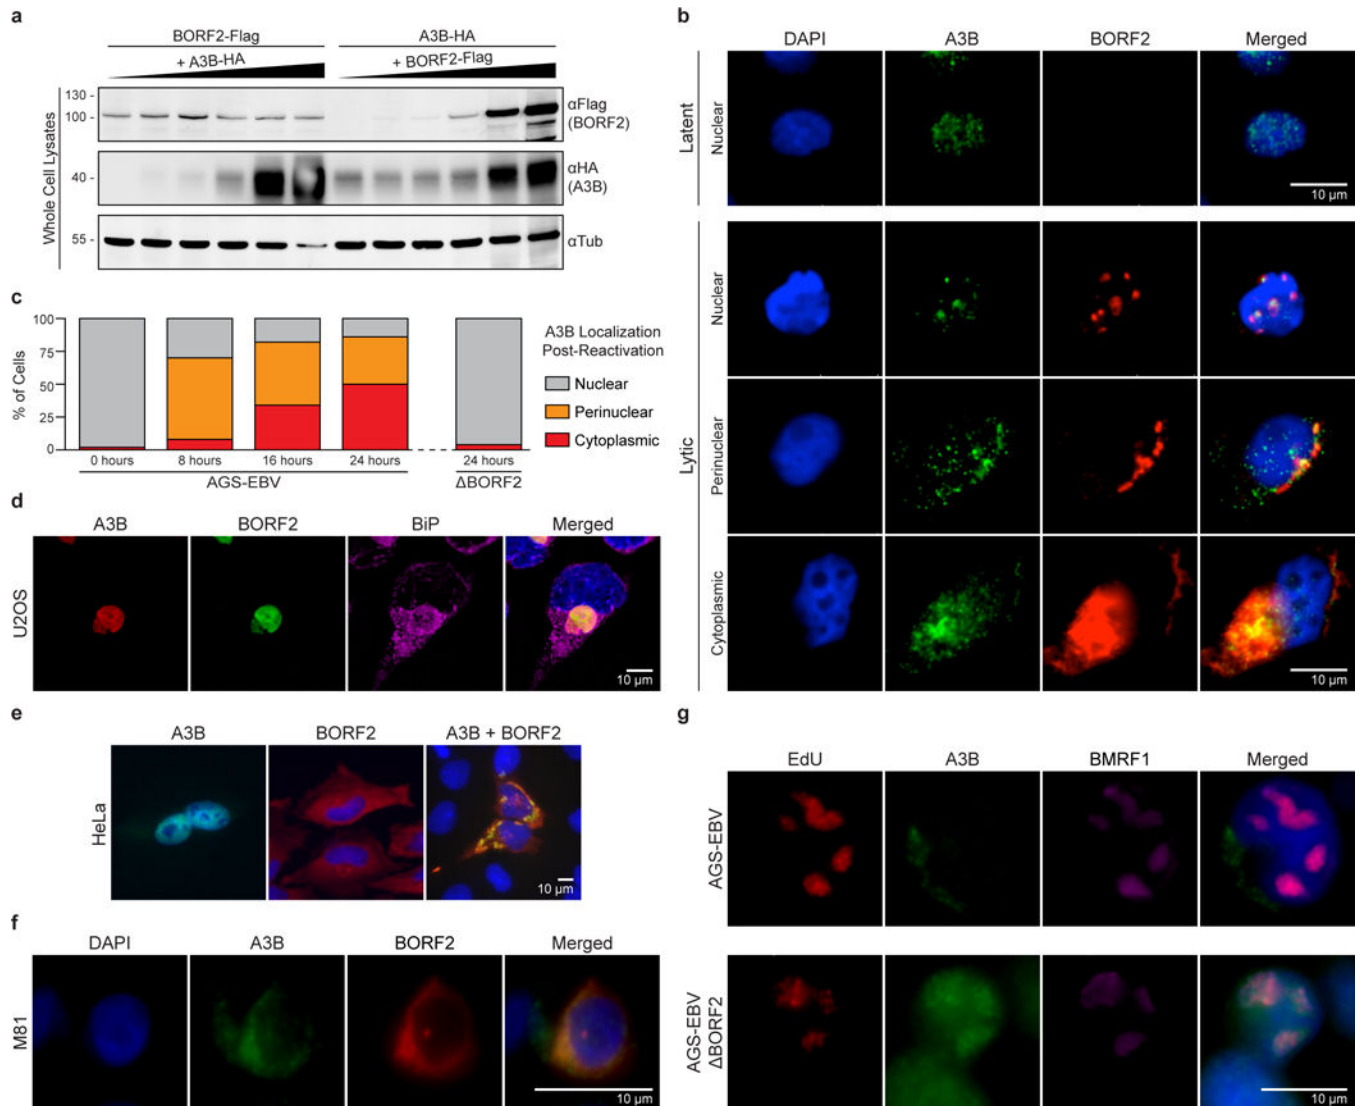 a
BORF2-Flag
A3B-HA
+ A3B-HA
+ BORF2-Flag
Whole Cell Lysates
130 -
100 -
αFlag
(BORF2)
40 -
αHA
(A3B)
55 -
αTub
b
DAPI
A3B
BORF2
Merged
Latent
Nuclear
10 µm
Lytic
Nuclear
Perinuclear
Cytoplasmic
10 µm
c
% of Cells
100
75
50
25
0
0 hours
8 hours
16 hours
24 hours
24 hours
AGS-EBV
ΔBORF2
A3B Localization
Post-Reactivation
Nuclear
Perinuclear
Cytoplasmic
d
A3B
BORF2
BiP
Merged
U2OS
10 µm
e
A3B
BORF2
A3B + BORF2
HeLa
10 µm
f
DAPI
A3B
BORF2
Merged
M81
10 µm
g
EdU
A3B
BMRF1
Merged
AGS-EBV
AGS-EBV
ΔBORF2
10 µm